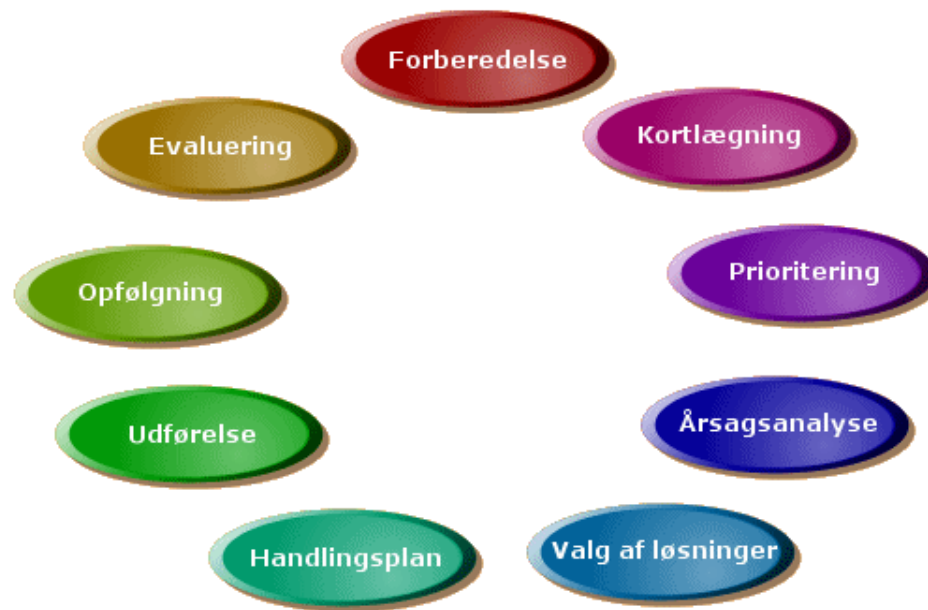 Forberedelse
Kortlægning
Prioritering
Årsagsanalyse
Valg af løsninger
Handlingsplan
Udførelse
Opfølgning
Evaluering